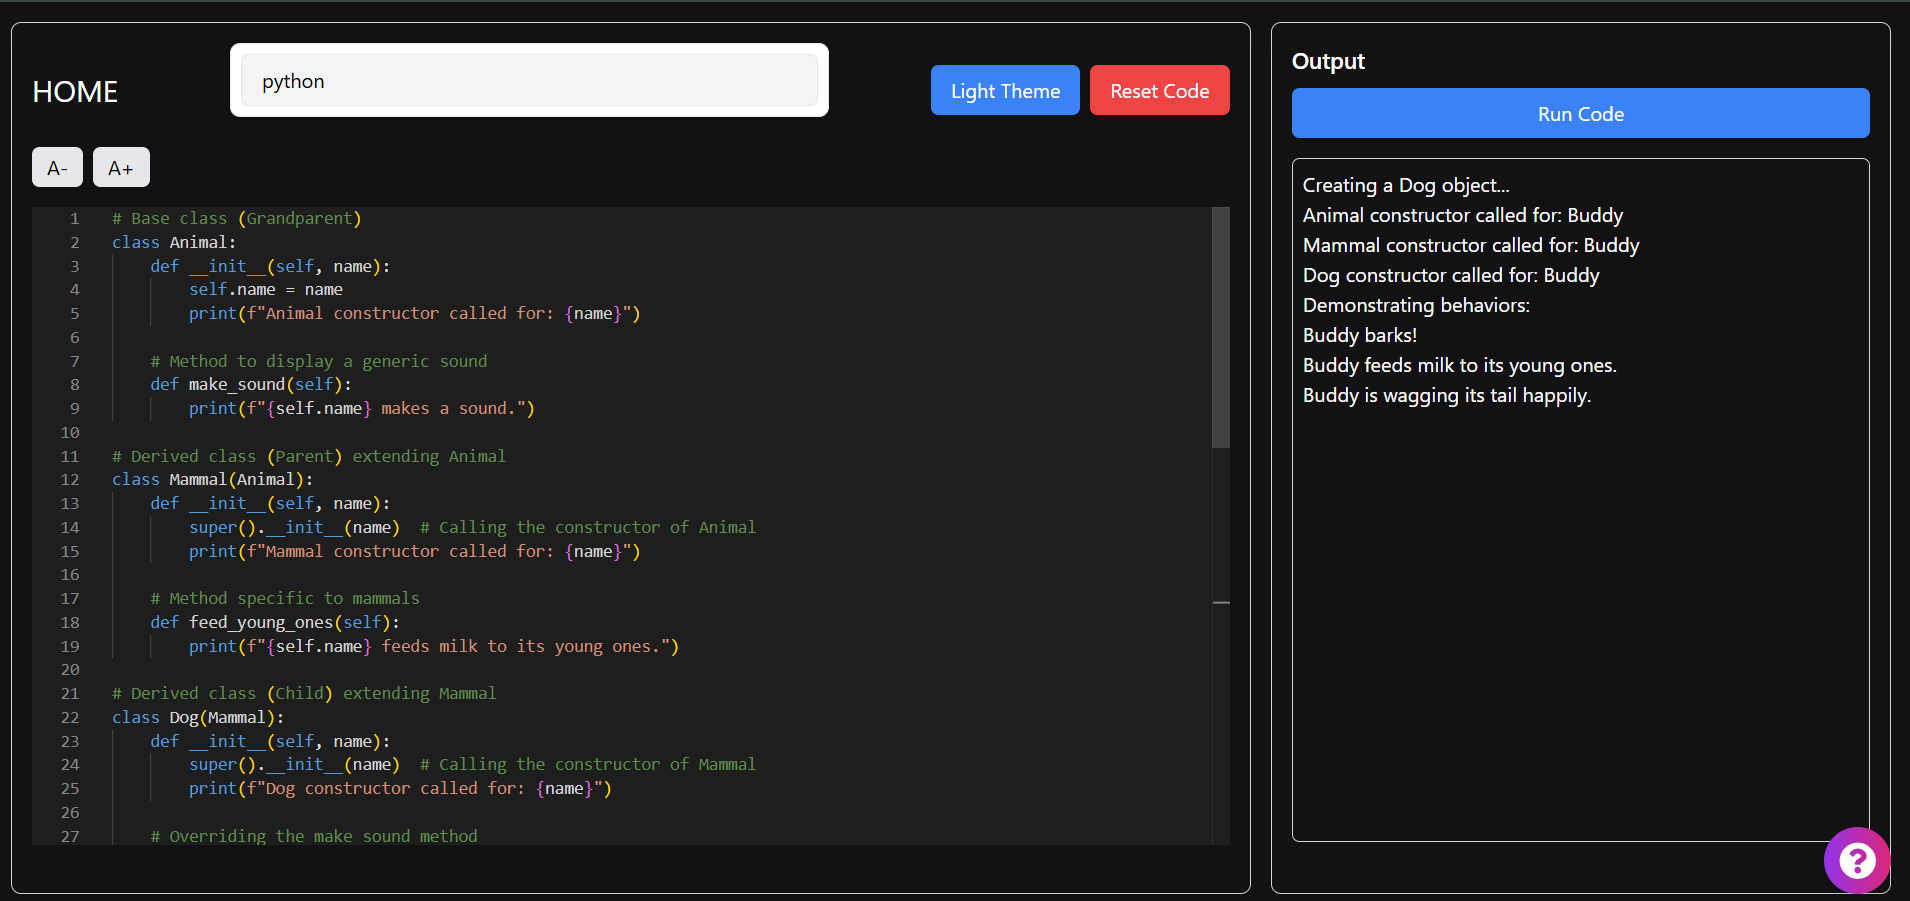 HOME
python
Light Theme
Reset Code
A-
A+
1 # Base class (Grandparent)
2 class Animal:
3     def __init__(self, name):
4         self.name = name
5         print(f"Animal constructor called for: {name}")
6
7     # Method to display a generic sound
8     def make_sound(self):
9         print(f"{self.name} makes a sound.")
10
11 # Derived class (Parent) extending Animal
12 class Mammal(Animal):
13     def __init__(self, name):
14         super().__init__(name)  # Calling the constructor of Animal
15         print(f"Mammal constructor called for: {name}")
16
17     # Method specific to mammals
18     def feed_young_ones(self):
19         print(f"{self.name} feeds milk to its young ones.")
20
21 # Derived class (Child) extending Mammal
22 class Dog(Mammal):
23     def __init__(self, name):
24         super().__init__(name)  # Calling the constructor of Mammal
25         print(f"Dog constructor called for: {name}")
26
27     # Overriding the make sound method
Output
Run Code
Creating a Dog object...
Animal constructor called for: Buddy
Mammal constructor called for: Buddy
Dog constructor called for: Buddy
Demonstrating behaviors:
Buddy barks!
Buddy feeds milk to its young ones.
Buddy is wagging its tail happily.
?